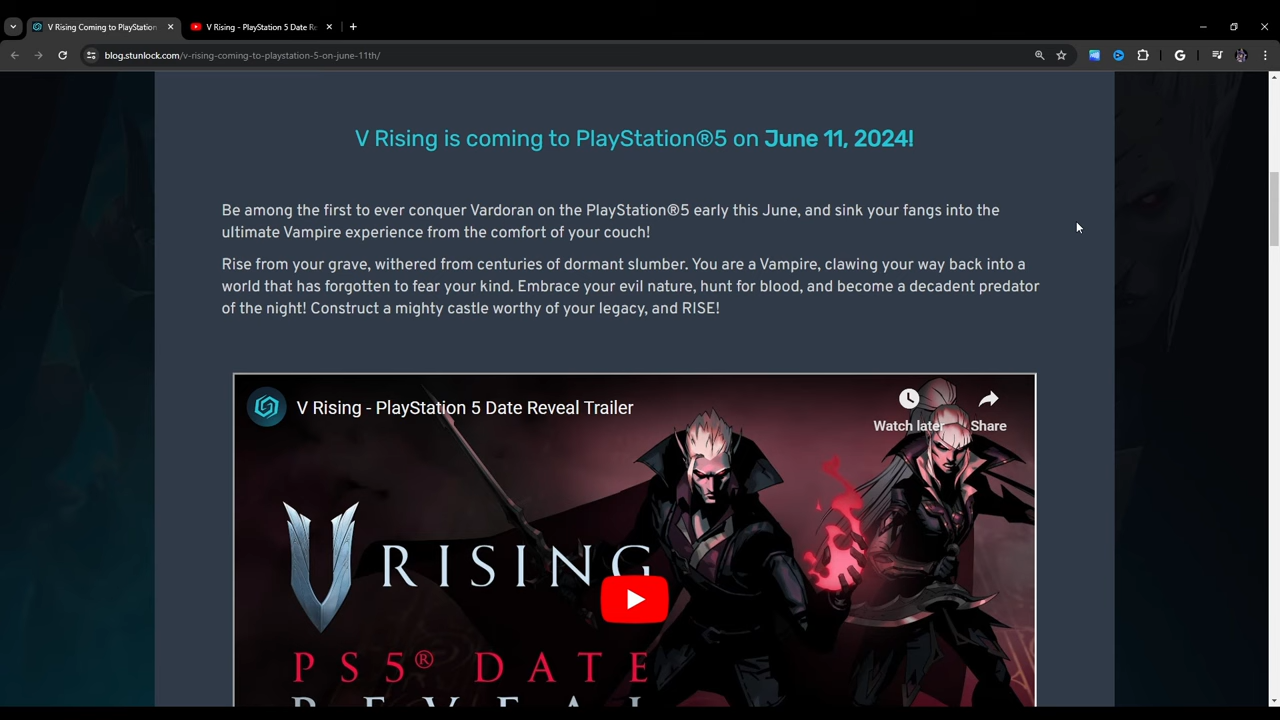 V Rising Coming to PlayStation
V Rising - PlayStation 5 Date Re
blog.stunlock.com/v-rising-coming-to-playstation-5-on-june-11th/
V Rising is coming to PlayStation®5 on June 11, 2024!
Be among the first to ever conquer Vardoran on the PlayStation®5 early this June, and sink your fangs into the
ultimate Vampire experience from the comfort of your couch!
Rise from your grave, withered from centuries of dormant slumber. You are a Vampire, clawing your way back into a
world that has forgotten to fear your kind. Embrace your evil nature, hunt for blood, and become a decadent predator
of the night! Construct a mighty castle worthy of your legacy, and RISE!
V Rising - PlayStation 5 Date Reveal Trailer
Watch later
Share
V RISING
PS5® DATE
REVEAL